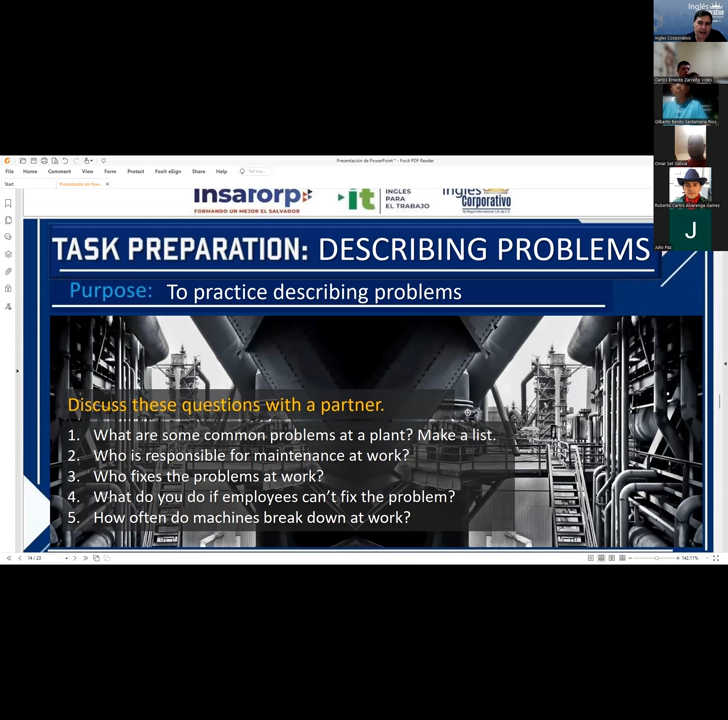 Presentación de PowerPoint * - Foxit PDF Reader
File Home Comment View Form Protect Foxit eSign Share Help
Start
INGLES
PARA
EL TRABAJO
Insaforp
it
Inglés
Corporativo
FORMANDO UN MEJOR EL SALVADOR
TASK PREPARATION: DESCRIBING PROBLEMS
Purpose: To practice describing problems
Discuss these questions with a partner.
1. What are some common problems at a plant? Make a list.
2. Who is responsible for maintenance at work?
3. Who fixes the problems at work?
4. What do you do if employees can't fix the problem?
5. How often do machines break down at work?
14 / 23
142.11%
Ingles Corporativo
Carlos Ernesto Zarceño Vides
Gilberto Benito Santamaria Rios
Omar Set Galicia
Roberto Carlos Alvarenga Gamez
J
Julio Paz